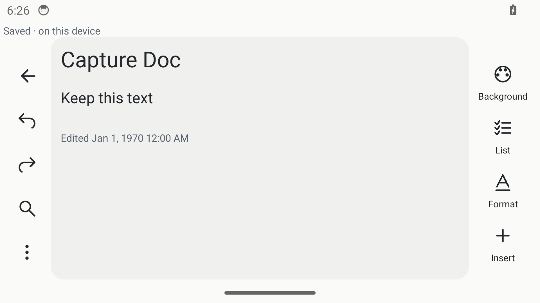 6:26
Saved · on this device
Capture Doc
Keep this text
Edited Jan 1, 1970 12:00 AM
Background
List
Format
Insert